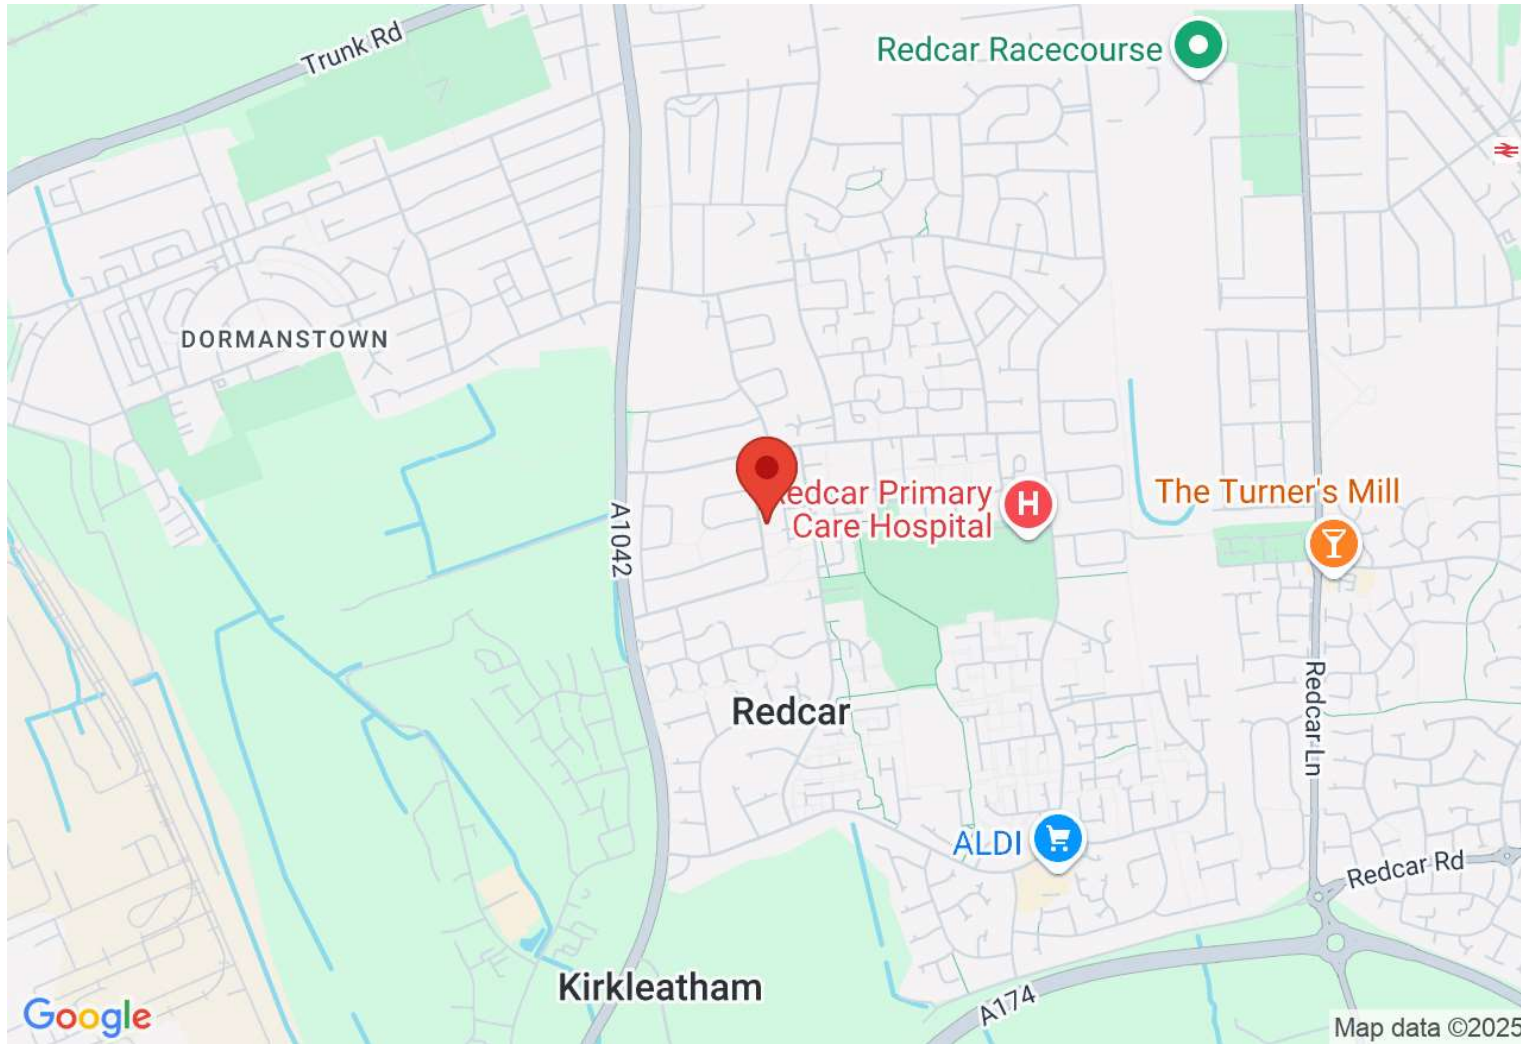 Trunk Rd
Redcar Racecourse
DORMANSTOWN
A1042
edcar Primary
Care Hospital
H
The Turner's Mill
Redcar
Redcar Ln
ALDI
Redcar Rd
Kirkleatham
A174
Google
Map data ©2025